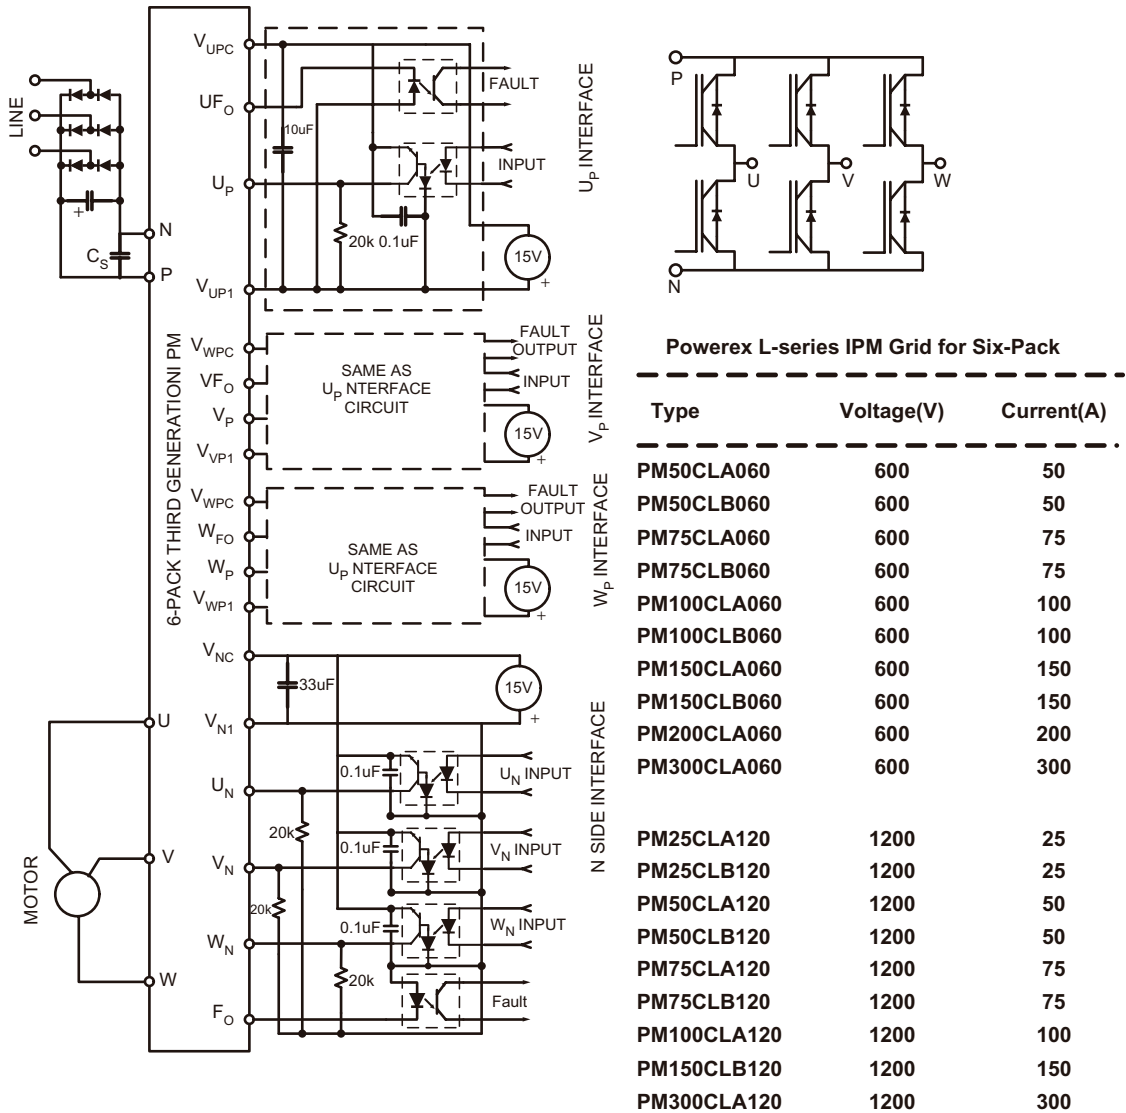 LINE
C_S
N
P
6-PACK THIRD GENERATIONI PM
U
V
W
MOTOR
V_UPC
UF_O
U_P
V_UP1
10uF
20k 0.1uF
15V
+
+
FAULT
INPUT
U_P INTERFACE
V_WPC
VF_O
V_P
V_VP1
SAME AS
U_P NTERFACE
CIRCUIT
FAULT
OUTPUT
INPUT
15V
+
V_P INTERFACE
V_WPC
W_FO
W_P
V_WP1
SAME AS
U_P NTERFACE
CIRCUIT
FAULT
OUTPUT
INPUT
15V
+
W_P INTERFACE
V_NC
33uF
15V
+
V_N1
U_N
0.1uF
U_N INPUT
20k
V_N
0.1uF
V_N INPUT
20k
W_N
0.1uF
W_N INPUT
20k
F_O
Fault
N SIDE INTERFACE
P
U
V
W
N
Powerex L-series IPM Grid for Six-Pack
Type Voltage(V) Current(A)
PM50CLA060 600 50
PM50CLB060 600 50
PM75CLA060 600 75
PM75CLB060 600 75
PM100CLA060 600 100
PM100CLB060 600 100
PM150CLA060 600 150
PM150CLB060 600 150
PM200CLA060 600 200
PM300CLA060 600 300
PM25CLA120 1200 25
PM25CLB120 1200 25
PM50CLA120 1200 50
PM50CLB120 1200 50
PM75CLA120 1200 75
PM75CLB120 1200 75
PM100CLA120 1200 100
PM150CLB120 1200 150
PM300CLA120 1200 300